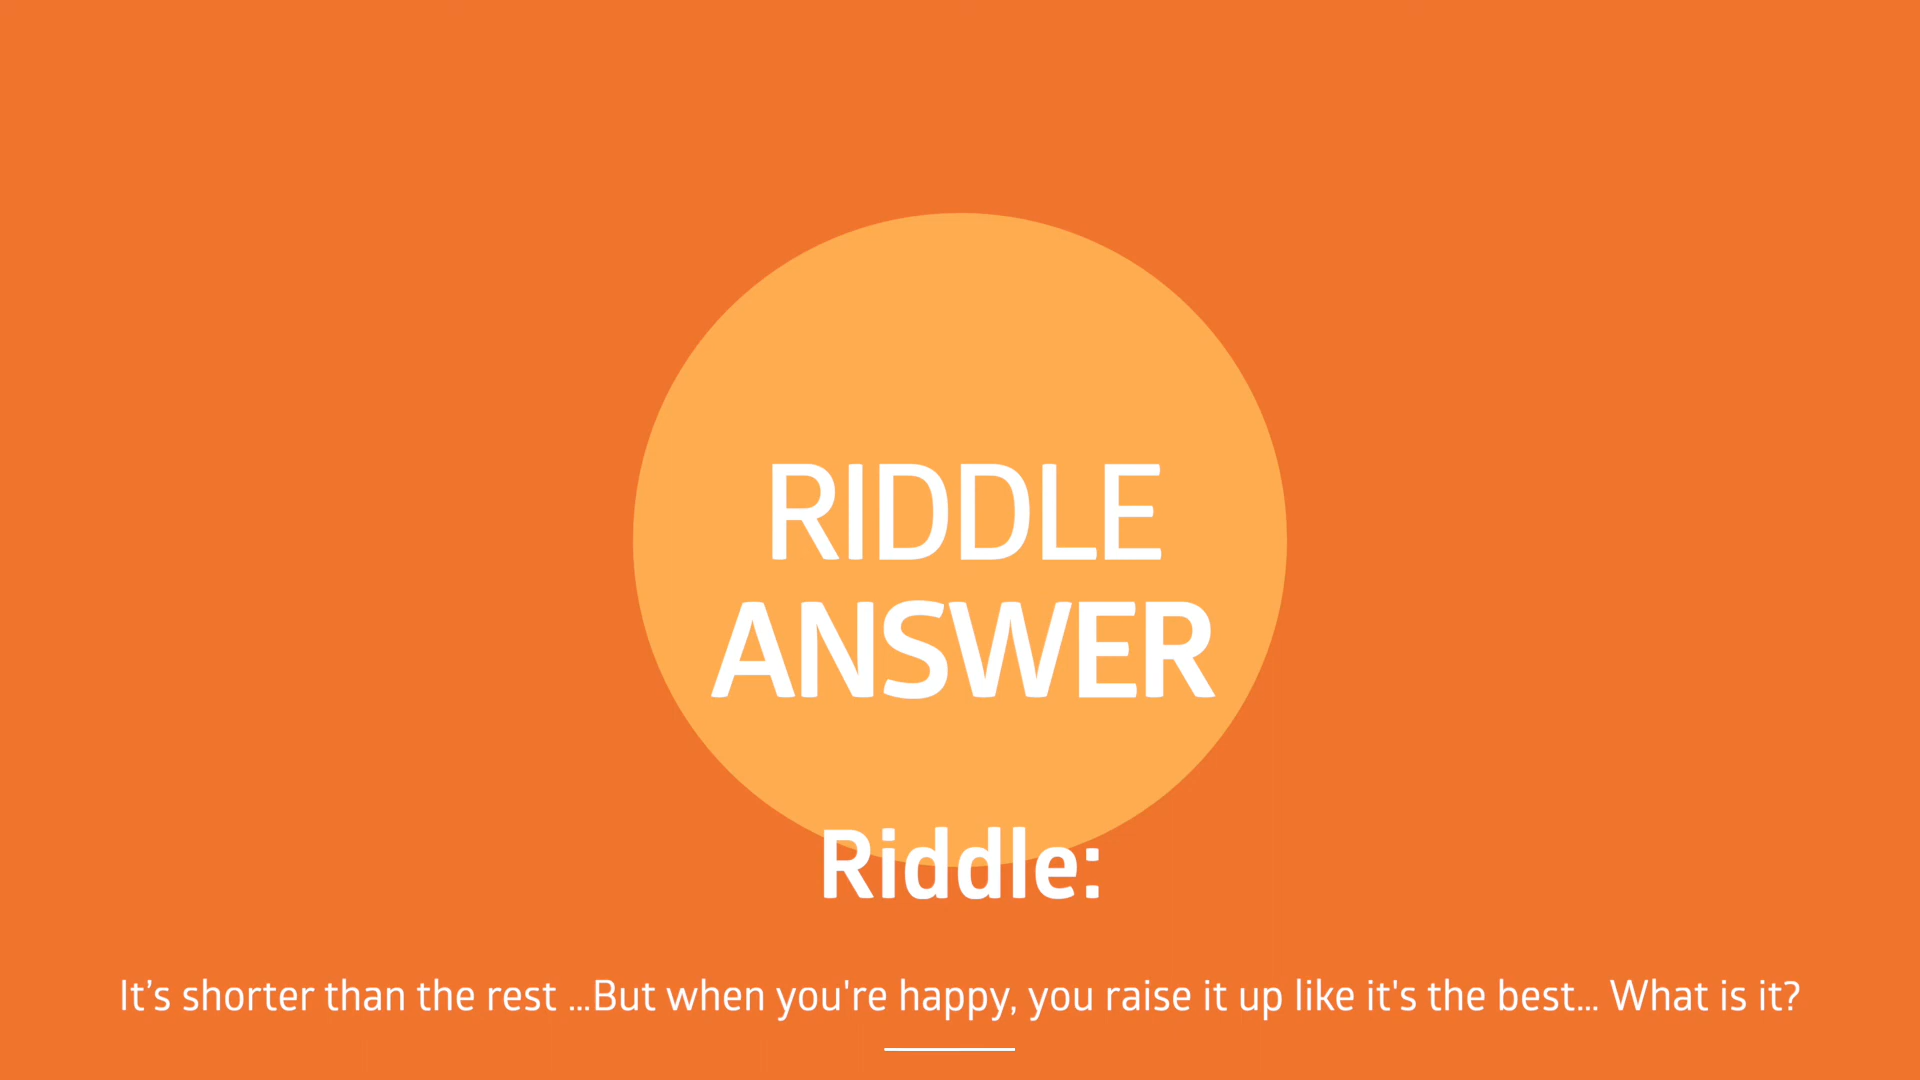 RIDDLE
ANSWER
Riddle:
It’s shorter than the rest ...But when you're happy, you raise it up like it's the best... What is it?